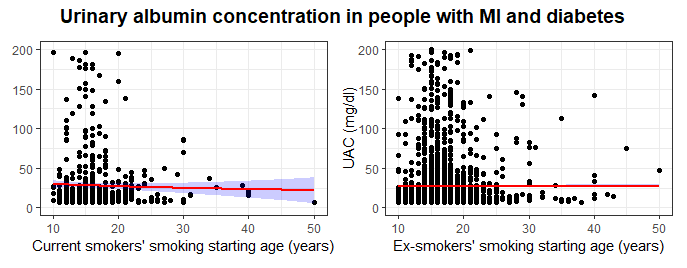 Urinary albumin concentration in people with MI and diabetes
200
150
100
50
0
10 20 30 40 50
Current smokers' smoking starting age (years)
UAC (mg/dl)
200
150
100
50
0
10 20 30 40 50
Ex-smokers' smoking starting age (years)